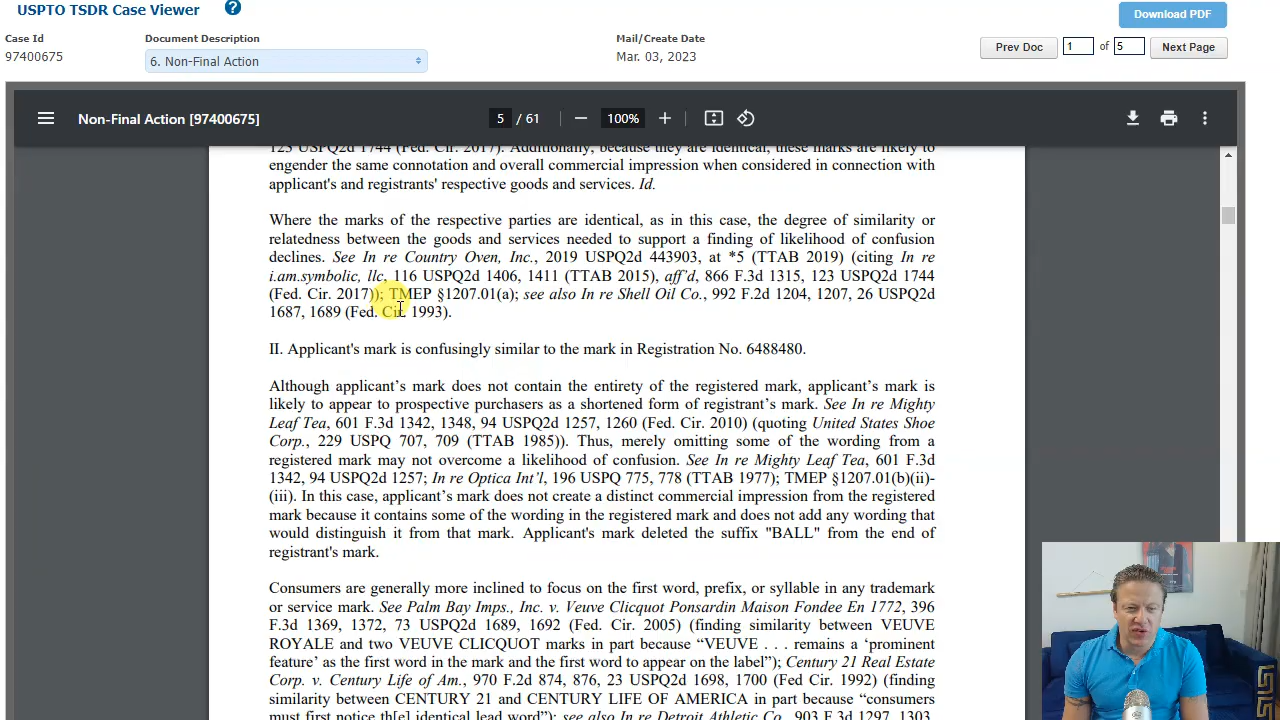 USPTO TSDR Case Viewer ?
Download PDF
Case Id
Document Description
Mail/Create Date
97400675
6. Non-Final Action
Mar. 03, 2023
Prev Doc 1 of 5 Next Page
Non-Final Action [97400675] 5 / 61 — 100% +
123 USPQ2d 1744 (Fed. Cir. 2017). Additionally, because they are identical, these marks are likely to
engender the same connotation and overall commercial impression when considered in connection with
applicant's and registrants' respective goods and services. Id.
Where the marks of the respective parties are identical, as in this case, the degree of similarity or
relatedness between the goods and services needed to support a finding of likelihood of confusion
declines. See In re Country Oven, Inc., 2019 USPQ2d 443903, at *5 (TTAB 2019) (citing In re
i.am.symbolic, llc, 116 USPQ2d 1406, 1411 (TTAB 2015), aff'd, 866 F.3d 1315, 123 USPQ2d 1744
(Fed. Cir. 2017)); TMEP §1207.01(a); see also In re Shell Oil Co., 992 F.2d 1204, 1207, 26 USPQ2d
1687, 1689 (Fed. Cir. 1993).
II. Applicant's mark is confusingly similar to the mark in Registration No. 6488480.
Although applicant's mark does not contain the entirety of the registered mark, applicant's mark is
likely to appear to prospective purchasers as a shortened form of registrant's mark. See In re Mighty
Leaf Tea, 601 F.3d 1342, 1348, 94 USPQ2d 1257, 1260 (Fed. Cir. 2010) (quoting United States Shoe
Corp., 229 USPQ 707, 709 (TTAB 1985)). Thus, merely omitting some of the wording from a
registered mark may not overcome a likelihood of confusion. See In re Mighty Leaf Tea, 601 F.3d
1342, 94 USPQ2d 1257; In re Optica Int'l, 196 USPQ 775, 778 (TTAB 1977); TMEP §1207.01(b)(ii)-
(iii). In this case, applicant's mark does not create a distinct commercial impression from the registered
mark because it contains some of the wording in the registered mark and does not add any wording that
would distinguish it from that mark. Applicant's mark deleted the suffix "BALL" from the end of
registrant's mark.
Consumers are generally more inclined to focus on the first word, prefix, or syllable in any trademark
or service mark. See Palm Bay Imps., Inc. v. Veuve Clicquot Ponsardin Maison Fondee En 1772, 396
F.3d 1369, 1372, 73 USPQ2d 1689, 1692 (Fed. Cir. 2005) (finding similarity between VEUVE
ROYALE and two VEUVE CLICQUOT marks in part because "VEUVE . . . remains a 'prominent
feature' as the first word in the mark and the first word to appear on the label"); Century 21 Real Estate
Corp. v. Century Life of Am., 970 F.2d 874, 876, 23 USPQ2d 1698, 1700 (Fed Cir. 1992) (finding
similarity between CENTURY 21 and CENTURY LIFE OF AMERICA in part because "consumers
must first notice th[e] identical lead word"); see also In re Detroit Athletic Co., 903 F.3d 1297, 1303,